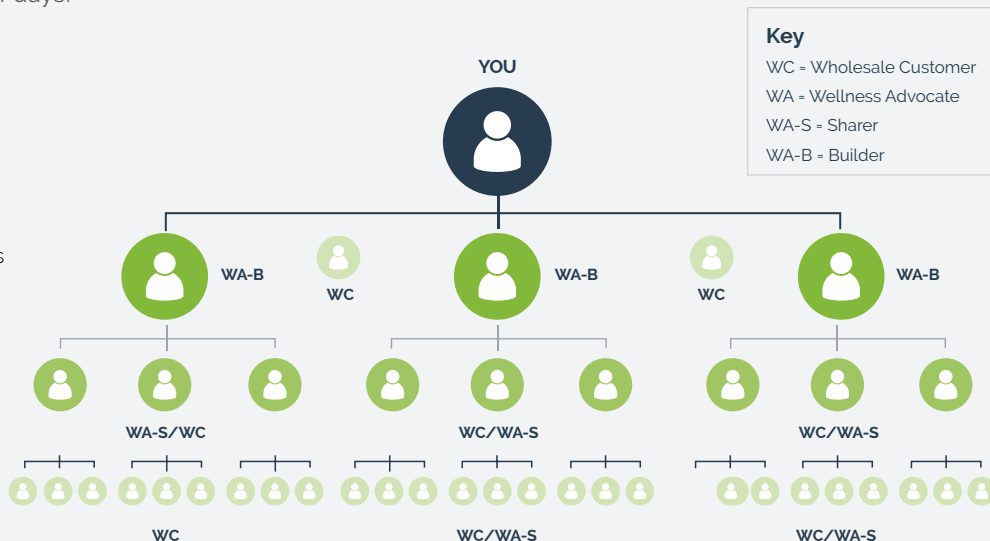 days.
Key
WC = Wholesale Customer
WA = Wellness Advocate
WA-S = Sharer
WA-B = Builder
YOU
WA-B
WC
WA-B
WC
WA-B
WA-S/WC
WC/WA-S
WC/WA-S
WC
WC/WA-S
WC/WA-S